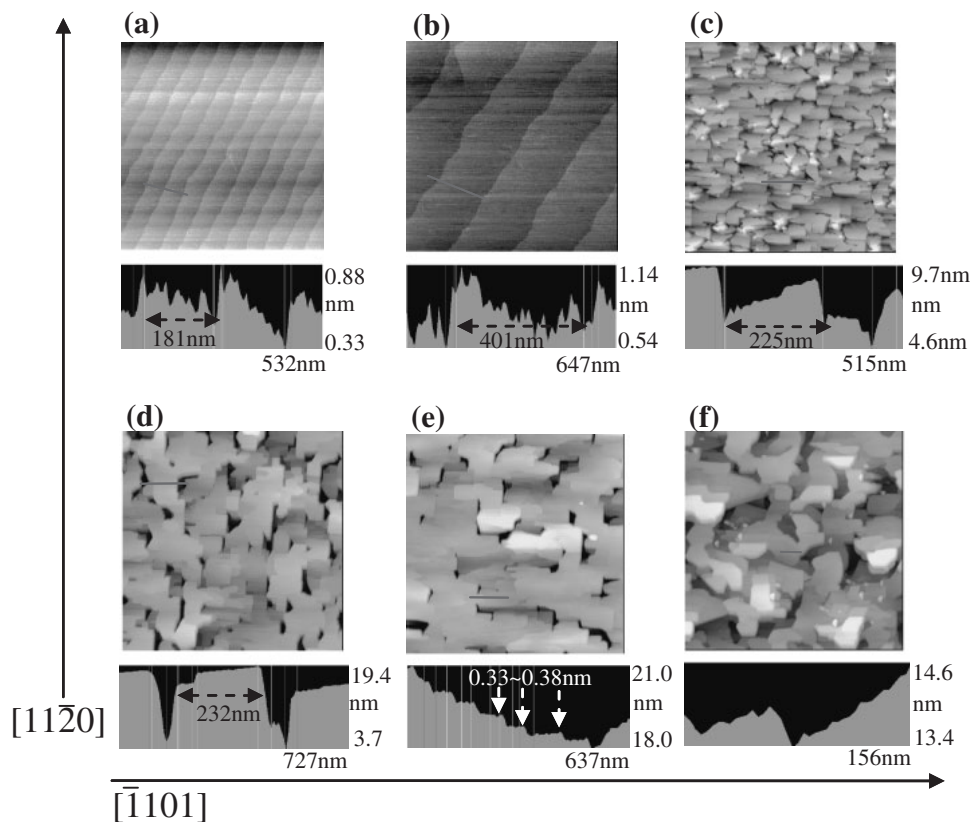 (a)
(b)
(c)
0.88
nm
0.33
181nm
532nm
1.14
nm
0.54
401nm
647nm
9.7nm
nm
4.6nm
225nm
515nm
(d)
(e)
(f)
19.4
nm
3.7
232nm
727nm
0.33~0.38nm
21.0
nm
18.0
637nm
14.6
nm
13.4
156nm
[112̅0]
[1̅101]